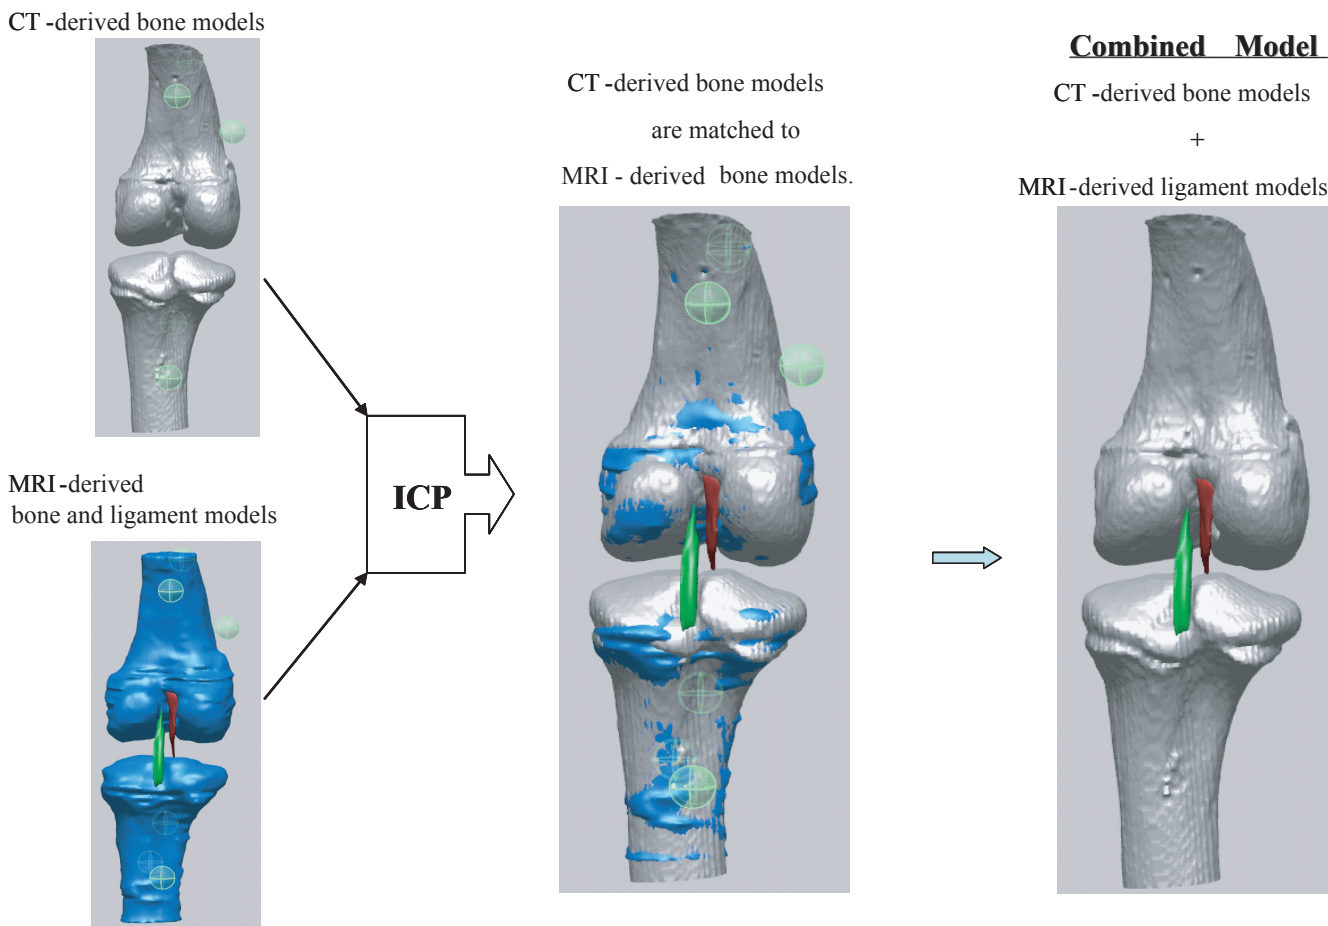 CT -derived bone models
MRI -derived
bone and ligament models
ICP
CT -derived bone models
are matched to
MRI - derived bone models.
Combined Model
CT -derived bone models
+
MRI -derived ligament models